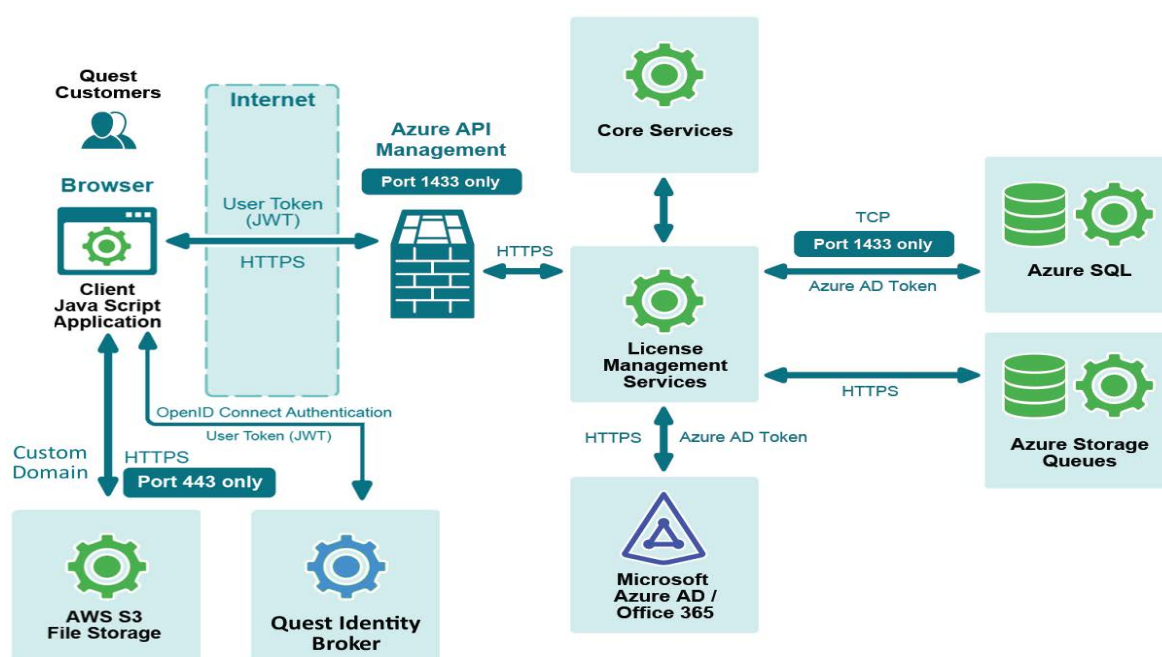 Quest
Customers
Internet
Browser
Client
Java Script
Application
User Token
(JWT)
HTTPS
Azure API
Management
Port 1433 only
HTTPS
Core Services
License
Management
Services
TCP
Port 1433 only
Azure AD Token
Azure SQL
HTTPS
Azure Storage
Queues
HTTPS
Azure AD Token
Microsoft
Azure AD /
Office 365
OpenID Connect Authentication
User Token (JWT)
Custom
Domain
HTTPS
Port 443 only
AWS S3
File Storage
Quest Identity
Broker